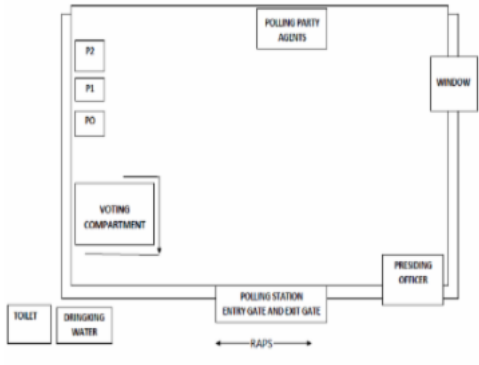 POLLING PARTY
AGENTS
P2
WINDOW
P1
PO
VOTING
COMPARTMENT
PRESIDING
OFFICER
POLLING STATION
ENTRY GATE AND EXIT GATE
TOILET
DRINGKING
WATER
RAPS